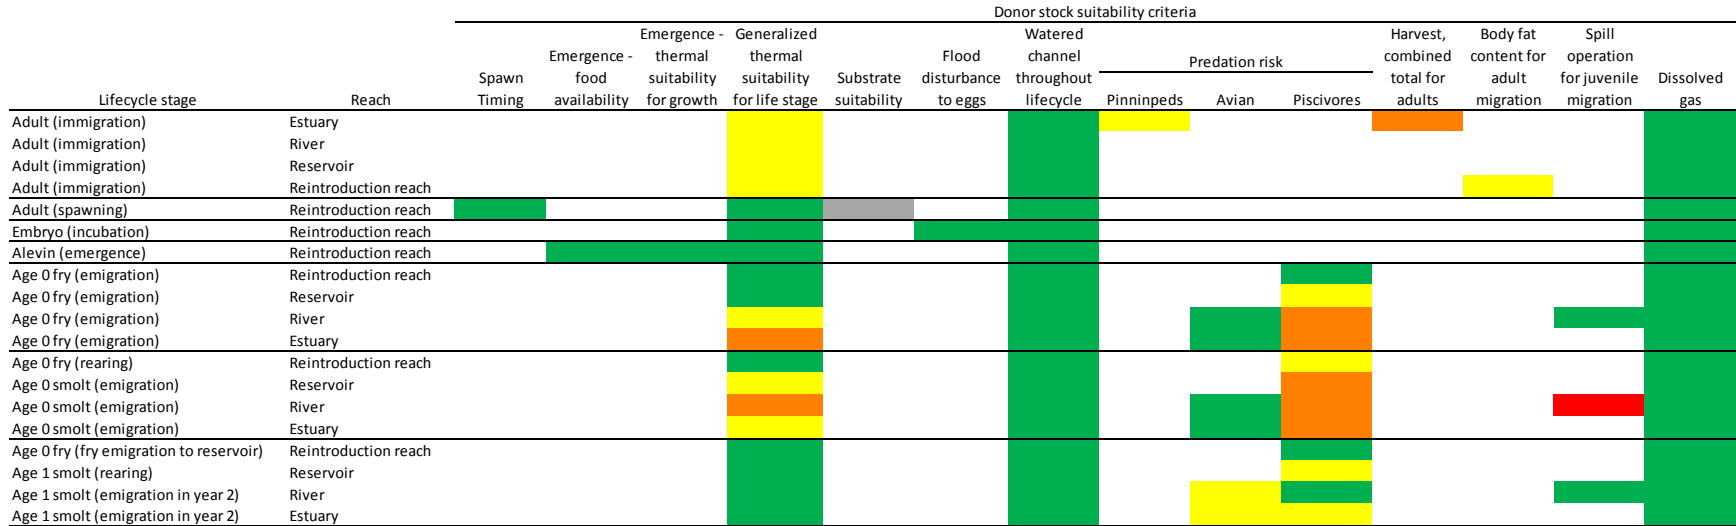 Donor stock suitability criteria
Emergence - Generalized Watered Harvest, Body fat Spill
Emergence - thermal thermal Flood channel Predation risk combined content for operation
Spawn food suitability suitability Substrate disturbance throughout total for adult for juvenile Dissolved
Lifecycle stage Reach Timing availability for growth for life stage suitability to eggs lifecycle Pinninpeds Avian Piscivores adults migration migration gas
Adult (immigration) Estuary
Adult (immigration) River
Adult (immigration) Reservoir
Adult (immigration) Reintroduction reach
Adult (spawning) Reintroduction reach
Embryo (incubation) Reintroduction reach
Alevin (emergence) Reintroduction reach
Age 0 fry (emigration) Reintroduction reach
Age 0 fry (emigration) Reservoir
Age 0 fry (emigration) River
Age 0 fry (emigration) Estuary
Age 0 fry (rearing) Reintroduction reach
Age 0 smolt (emigration) Reservoir
Age 0 smolt (emigration) River
Age 0 smolt (emigration) Estuary
Age 0 fry (fry emigration to reservoir) Reintroduction reach
Age 1 smolt (rearing) Reservoir
Age 1 smolt (emigration in year 2) River
Age 1 smolt (emigration in year 2) Estuary